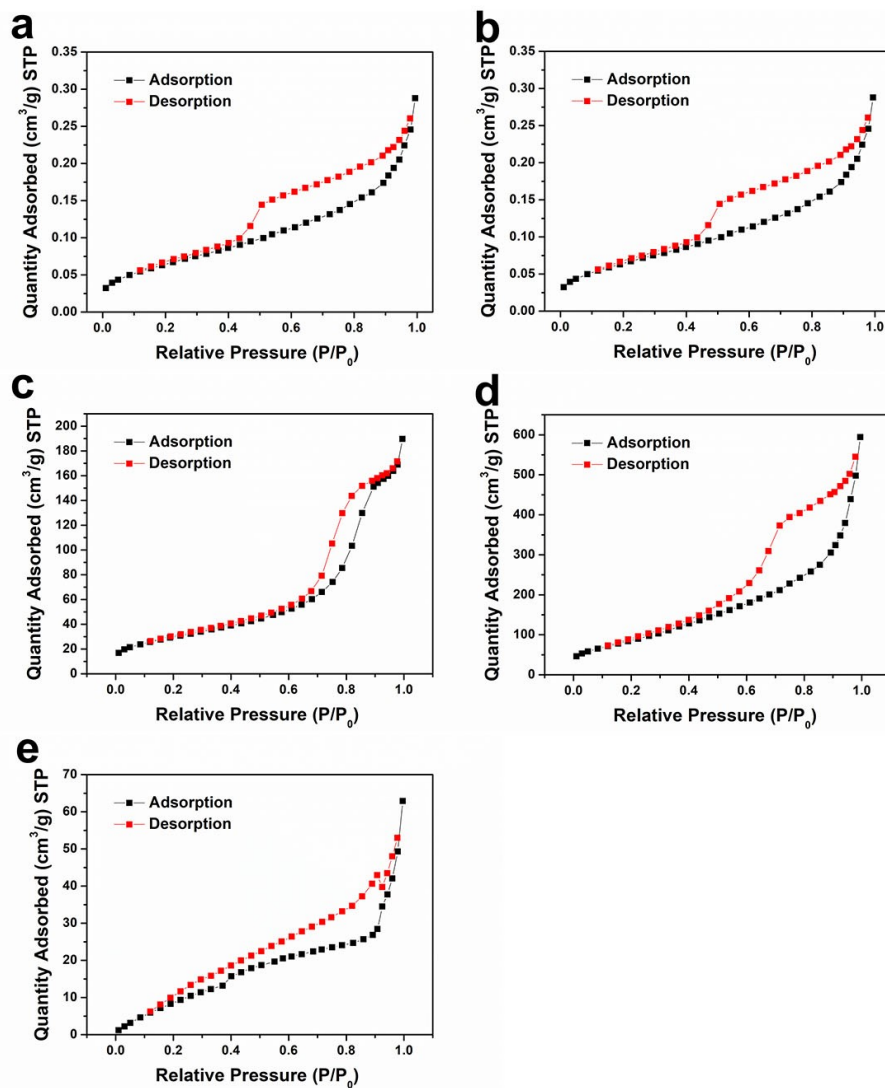 a
Quantity Adsorbed (cm³/g) STP
0.35
0.30
0.25
0.20
0.15
0.10
0.05
0.00
Adsorption
Desorption
0.0 0.2 0.4 0.6 0.8 1.0
Relative Pressure (P/P₀)
b
Quantity Adsorbed (cm³/g) STP
0.35
0.30
0.25
0.20
0.15
0.10
0.05
0.00
Adsorption
Desorption
0.0 0.2 0.4 0.6 0.8 1.0
Relative Pressure (P/P₀)
c
Quantity Adsorbed (cm³/g) STP
200
180
160
140
120
100
80
60
40
20
0
Adsorption
Desorption
0.0 0.2 0.4 0.6 0.8 1.0
Relative Pressure (P/P₀)
d
Quantity Adsorbed (cm³/g) STP
600
500
400
300
200
100
0
Adsorption
Desorption
0.0 0.2 0.4 0.6 0.8 1.0
Relative Pressure (P/P₀)
e
Quantity Adsorbed (cm³/g) STP
70
60
50
40
30
20
10
0
Adsorption
Desorption
0.0 0.2 0.4 0.6 0.8 1.0
Relative Pressure (P/P₀)